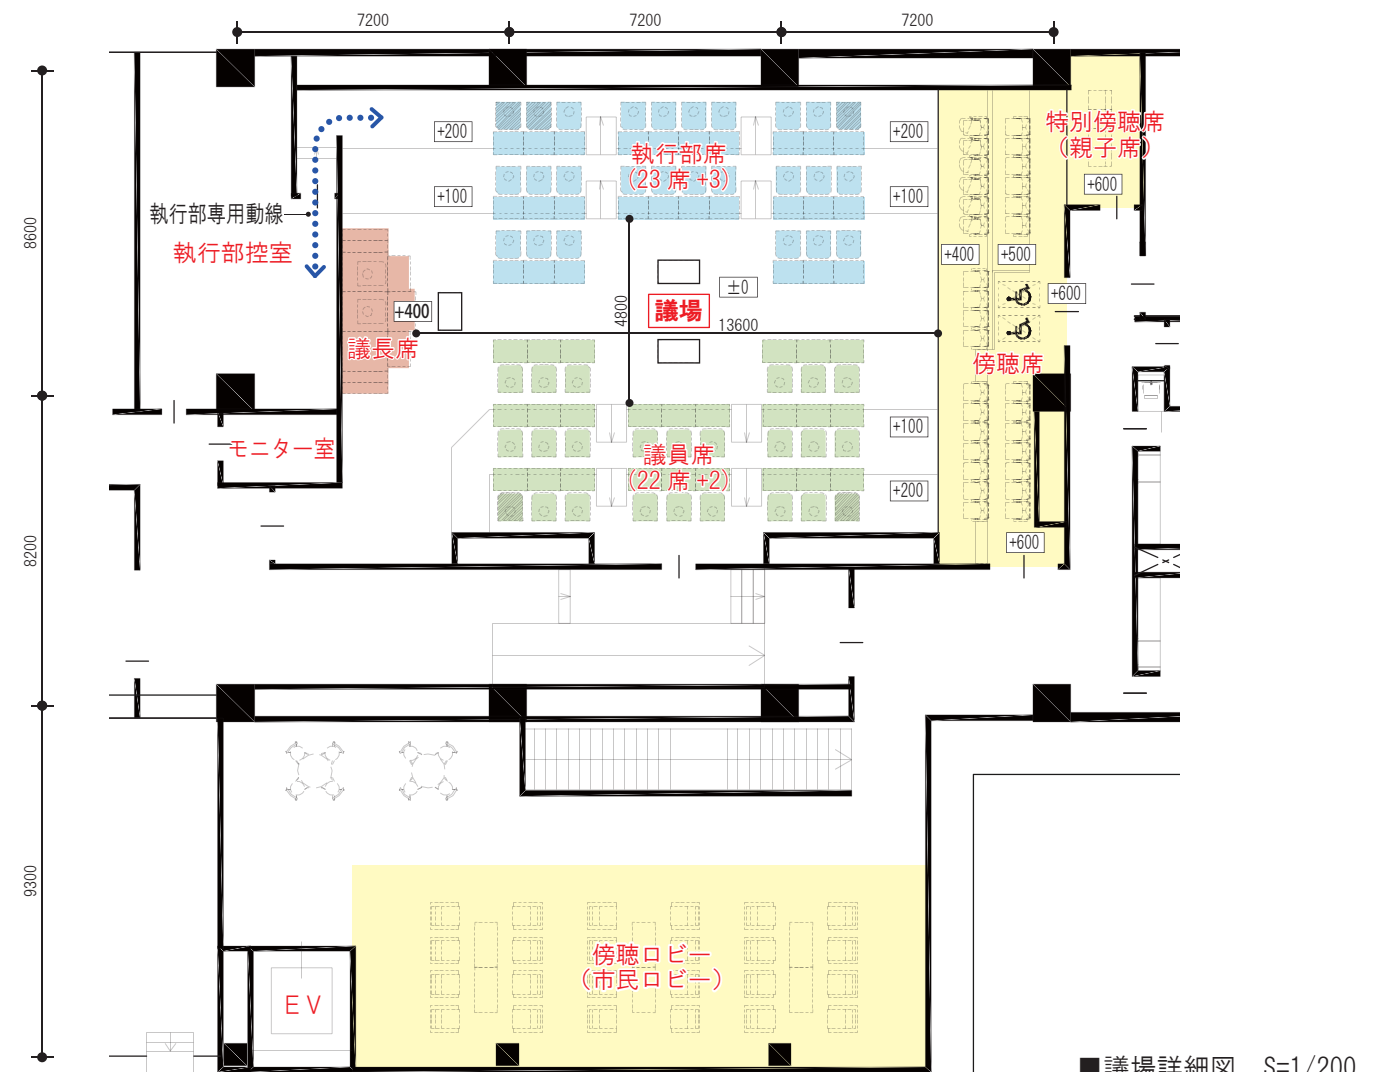 7200
7200
7200
8600
8200
9300
+200
+200
執行部席
(23 席 +3)
+100
+100
特別傍聴席
(親子席)
+600
執行部専用動線
執行部控室
+400
+500
+600
±0
+400
議場
4800
13600
議長席
傍聴席
モニター室
+100
議員席
(22 席 +2)
+200
+600
傍聴ロビー
(市民ロビー)
EV
■議場詳細図 S=1/200